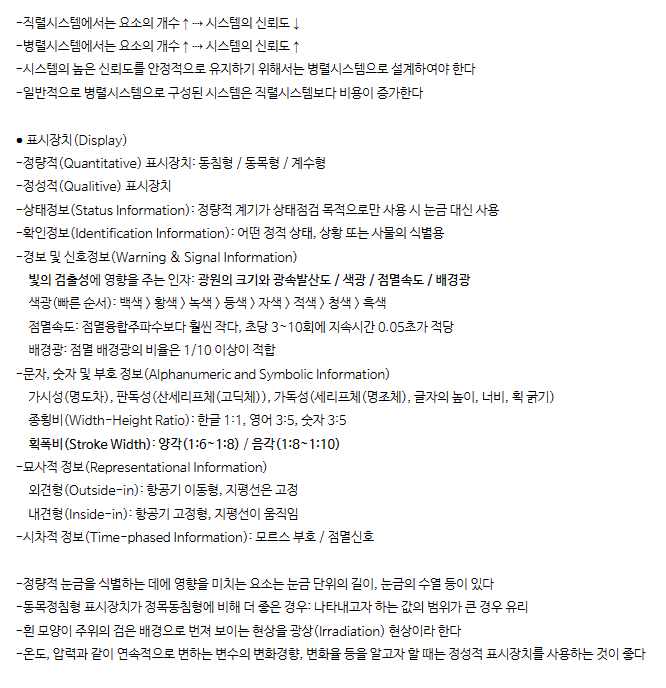 -직렬시스템에서는 요소의 개수 ↑ ⇢ 시스템의 신뢰도 ↓
-병렬시스템에서는 요소의 개수 ↑ ⇢ 시스템의 신뢰도 ↑
-시스템의 높은 신뢰도를 안정적으로 유지하기 위해서는 병렬시스템으로 설계하여야 한다
-일반적으로 병렬시스템으로 구성된 시스템은 직렬시스템보다 비용이 증가한다
● 표시장치(Display)
-정량적(Quantitative) 표시장치: 동침형 / 동목형 / 계수형
-정성적(Qualitive) 표시장치
-상태정보(Status Information): 정량적 계기가 상태점검 목적으로만 사용 시 눈금 대신 사용
-확인정보(Identification Information): 어떤 정적 상태, 상황 또는 사물의 식별용
-경보 및 신호정보(Warning & Signal Information)
빛의 검출성에 영향을 주는 인자: 광원의 크기와 광속발산도 / 색광 / 점멸속도 / 배경광
색광(빠른 순서): 백색 > 황색 > 녹색 > 등색 > 자색 > 적색 > 청색 > 흑색
점멸속도: 점멸융합주파수보다 훨씬 작다, 초당 3~10회에 지속시간 0.05초가 적당
배경광: 점멸 배경광의 비율은 1/10 이상이 적합
-문자, 숫자 및 부호 정보(Alphanumeric and Symbolic Information)
가시성(명도차), 판독성(산세리프체(고딕체)), 가독성(세리프체(명조체), 글자의 높이, 너비, 획 굵기)
종횡비(Width-Height Ratio): 한글 1:1, 영어 3:5, 숫자 3:5
획폭비(Stroke Width): 양각(1:6~1:8) / 음각(1:8~1:10)
-묘사적 정보(Representational Information)
외견형(Outside-in): 항공기 이동형, 지평선은 고정
내견형(Inside-in): 항공기 고정형, 지평선이 움직임
-시차적 정보(Time-phased Information): 모르스 부호 / 점멸신호
-정량적 눈금을 식별하는 데에 영향을 미치는 요소는 눈금 단위의 길이, 눈금의 수열 등이 있다
-동목정침형 표시장치가 정목동침형에 비해 더 좋은 경우: 나타내고자 하는 값의 범위가 큰 경우 유리
-흰 모양이 주위의 검은 배경으로 번져 보이는 현상을 광상(Irradiation) 현상이라 한다
-온도, 압력과 같이 연속적으로 변하는 변수의 변화경향, 변화율 등을 알고자 할 때는 정성적 표시장치를 사용하는 것이 좋다